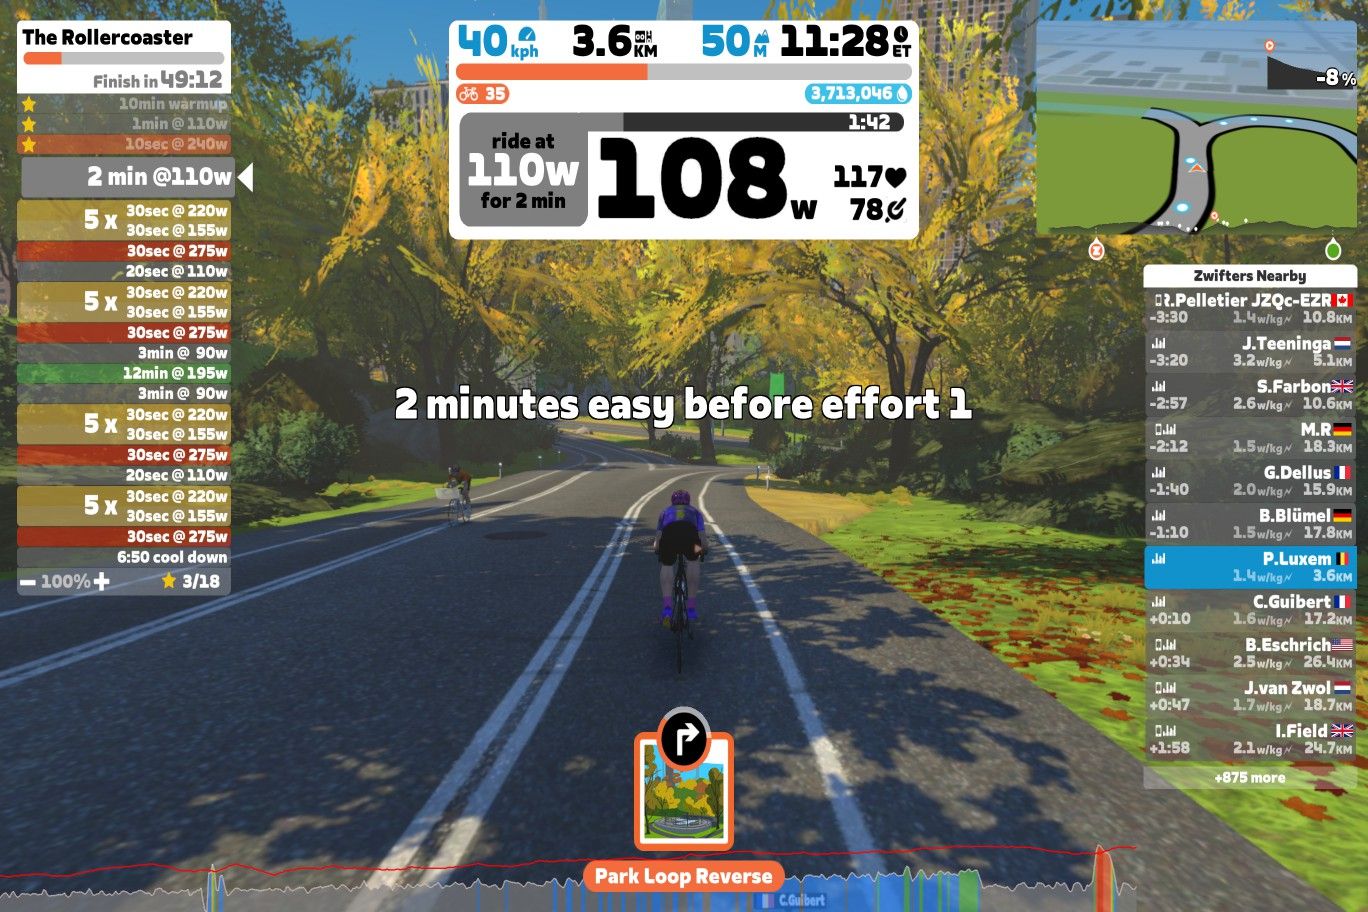 The Rollercoaster
Finish in 49:12
10min warmup
1min @ 110w
10sec @ 240w
2 min @110w
5 x
30sec @ 220w
30sec @ 155w
30sec @ 275w
20sec @ 110w
5 x
30sec @ 220w
30sec @ 155w
30sec @ 275w
3min @ 90w
12min @ 195w
3min @ 90w
5 x
30sec @ 220w
30sec @ 155w
30sec @ 275w
20sec @ 110w
5 x
30sec @ 220w
30sec @ 155w
30sec @ 275w
6:50 cool down
- 100% +
3/18
40 kph 3.6 KM 50 M 11:28 ET
35 3,713,046
1:42
ride at
110w
for 2 min
108 w
117
78
-8%
2 minutes easy before effort 1
Zwifters Nearby
.Pelletier JZQc-EZR
-3:30 1.4w/kg 10.8KM
J.Teeninga
-3:20 3.2w/kg 5.1KM
S.Farbon
-2:57 2.6w/kg 10.6KM
M.R
-2:12 1.5w/kg 18.3KM
G.Dellus
-1:40 2.0w/kg 15.9KM
B.Blümel
-1:10 1.5w/kg 17.8KM
P.Luxem
1.4w/kg 3.6KM
C.Guibert
+0:10 1.6w/kg 17.2KM
B.Eschrich
+0:34 2.5w/kg 26.4KM
J.van Zwol
+0:47 1.7w/kg 18.7KM
I.Field
+1:58 2.1w/kg 24.7KM
+875 more
Park Loop Reverse
C.Guibert